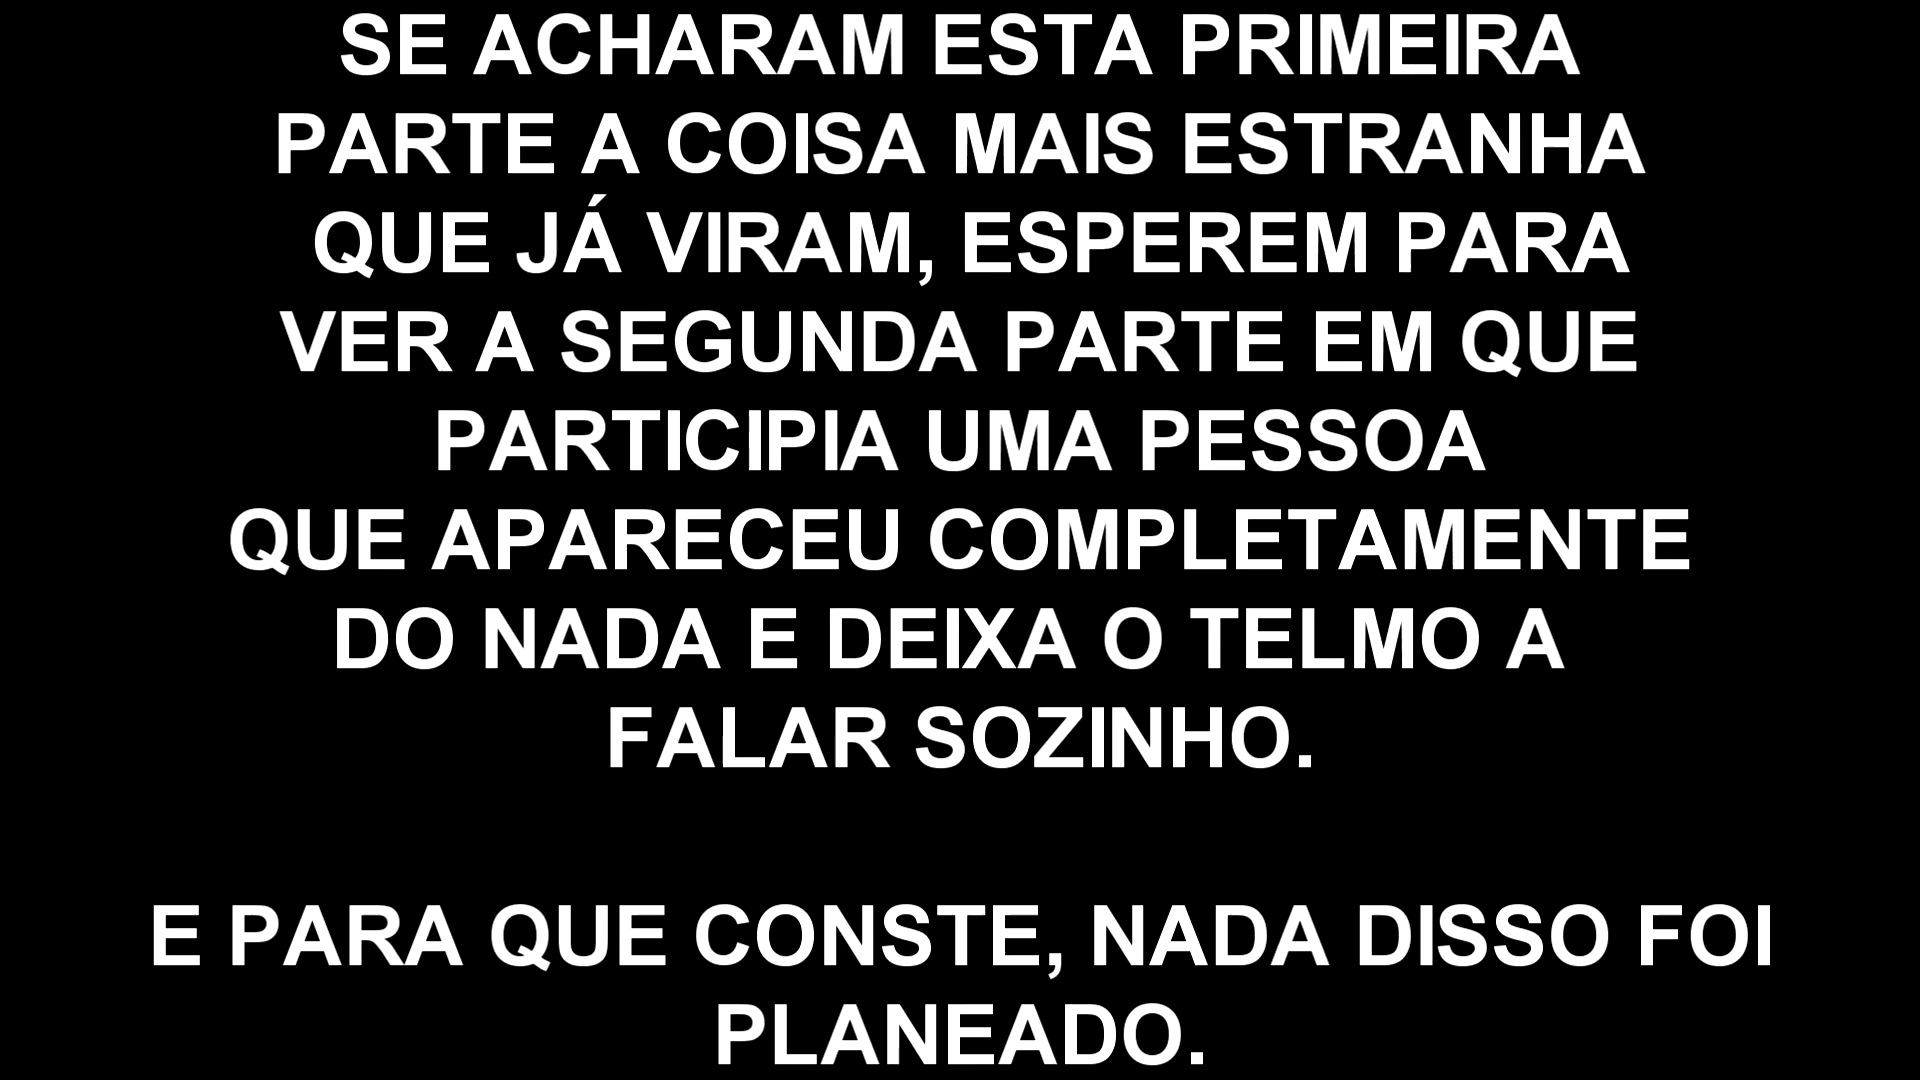 SE ACHARAM ESTA PRIMEIRA
PARTE A COISA MAIS ESTRANHA
QUE JÁ VIRAM, ESPEREM PARA
VER A SEGUNDA PARTE EM QUE
PARTICIPIA UMA PESSOA
QUE APARECEU COMPLETAMENTE
DO NADA E DEIXA O TELMO A
FALAR SOZINHO.
E PARA QUE CONSTE, NADA DISSO FOI
PLANEADO.